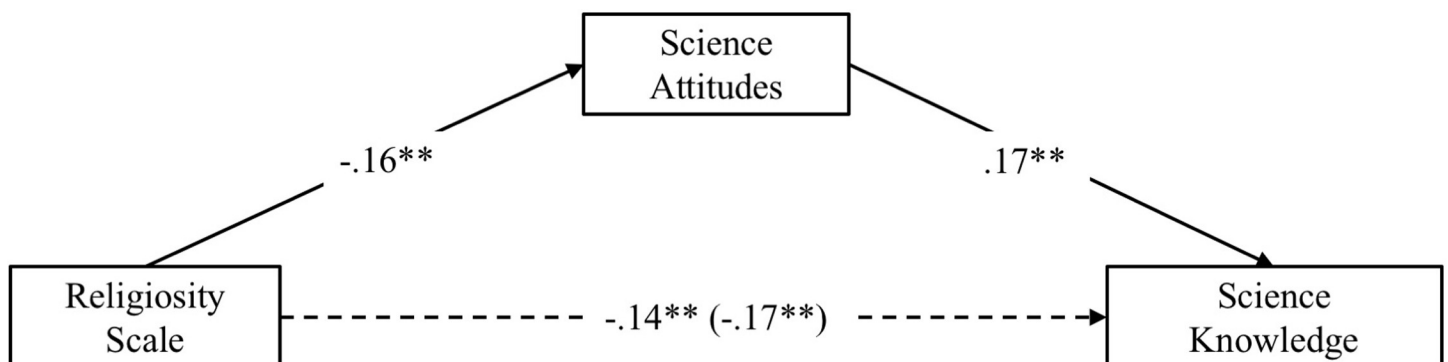 Science
Attitudes
-.16**
.17**
Religiosity
Scale
-.14** (-.17**)
Science
Knowledge